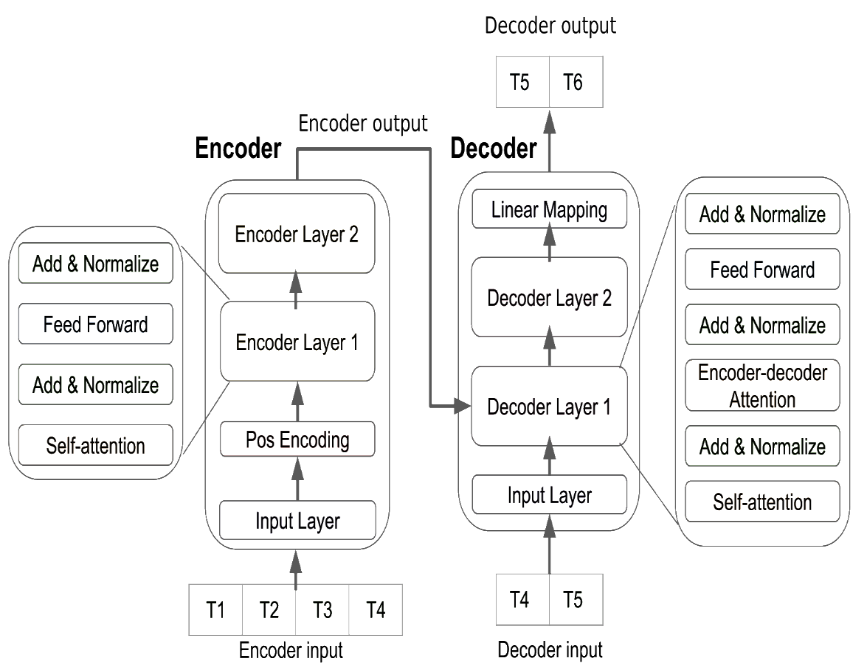 Decoder output
T5 T6
Encoder output
Encoder
Decoder
Encoder Layer 2
Encoder Layer 1
Pos Encoding
Input Layer
T1 T2 T3 T4
Encoder input
Add & Normalize
Feed Forward
Add & Normalize
Self-attention
Linear Mapping
Decoder Layer 2
Decoder Layer 1
Input Layer
T4 T5
Decoder input
Add & Normalize
Feed Forward
Add & Normalize
Encoder-decoder
Attention
Add & Normalize
Self-attention